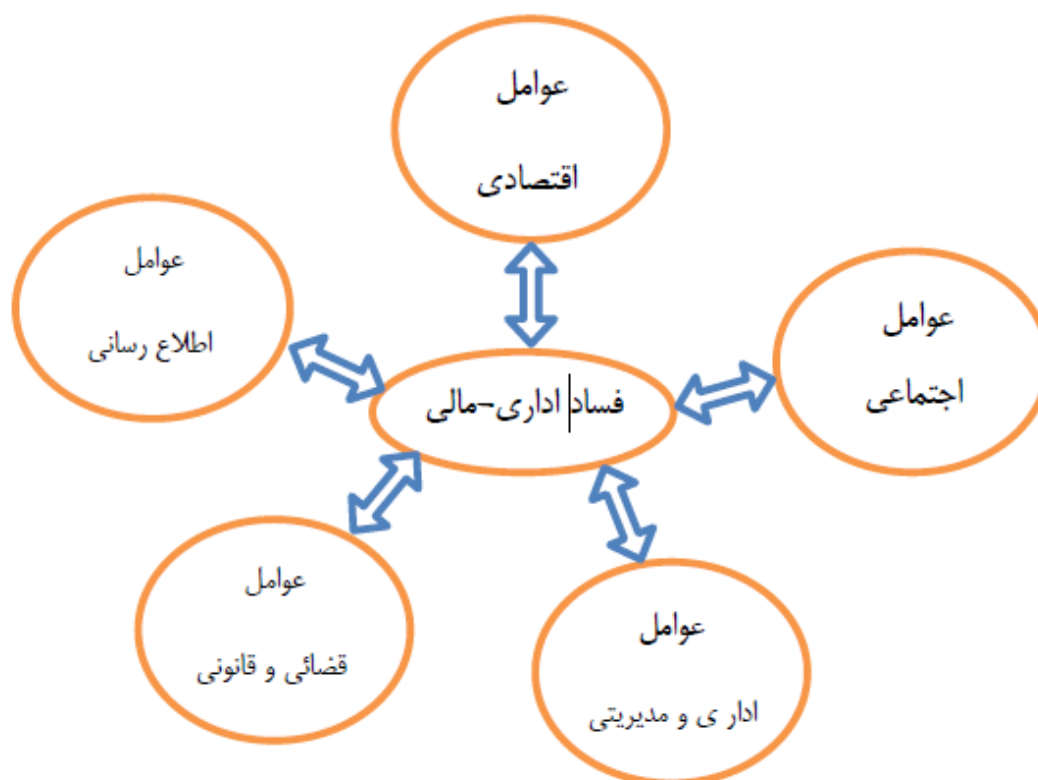 عوامل
اقتصادی
عوامل
اطلاع رسانی
عوامل
اجتماعی
فساد اداری-مالی
عوامل
قضائی و قانونی
عوامل
ادار ی و مدیریتی